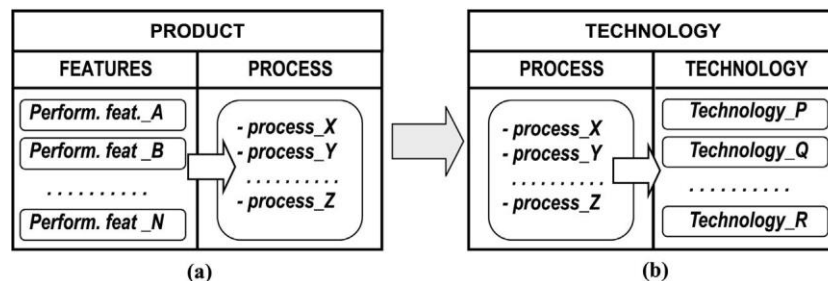 PRODUCT
FEATURES PROCESS
Perform. feat._A
Perform. feat _B
. . . . . . . . . .
Perform. feat _N
- process_X
- process_Y
. . . . . . . . . .
- process_Z
(a)
TECHNOLOGY
PROCESS TECHNOLOGY
- process_X
- process_Y
. . . . . . . . . .
- process_Z
Technology_P
Technology_Q
. . . . . . . . . .
Technology_R
(b)